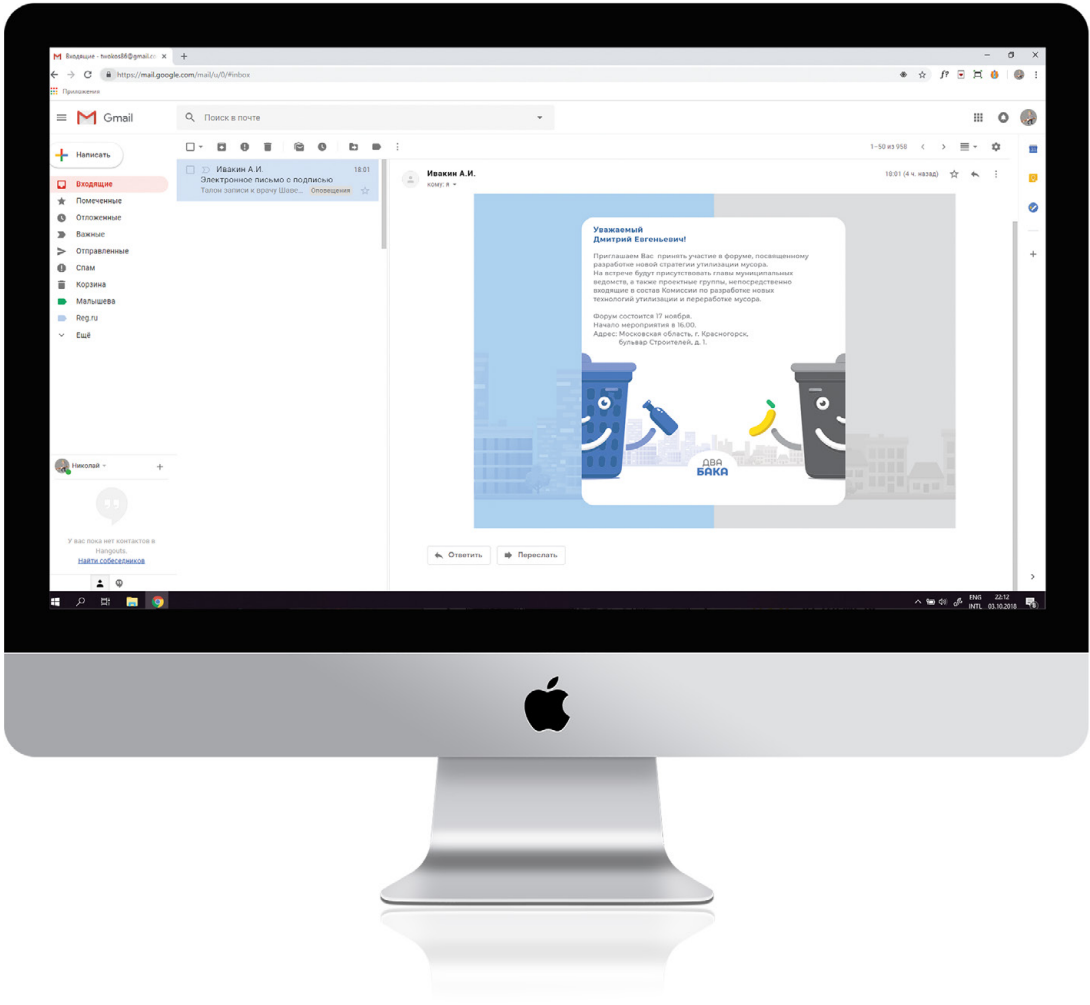 Входящие - twokos86@gmail.co
https://mail.google.com/mail/u/0/#inbox
f?
Приложения
Gmail
Поиск в почте
Написать
1–50 из 958
Входящие
Помеченные
Отложенные
Важные
Отправленные
Спам
Корзина
Малышева
Reg.ru
Ещё
Ивакин А.И. 18:01
Электронное письмо с подписью
Талон записи к врачу Шаве... Оповещения
Ивакин А.И.
кому: я
18:01 (4 ч. назад)
Уважаемый
Дмитрий Евгеньевич!
Приглашаем Вас принять участие в форуме, посвященному
разработке новой стратегии утилизации мусора.
На встрече будут присутствовать главы муниципальных
ведомств, а также проектные группы, непосредственно
входящие в состав Комиссии по разработке новых
технологий утилизации и переработке мусора.
Форум состоится 17 ноября.
Начало мероприятия в 16.00.
Адрес: Московская область, г. Красногорск,
бульвар Строителей, д. 1.
ДВА
БАКА
Николай
У вас пока нет контактов в
Hangouts.
Найти собеседников
Ответить
Переслать
ENG 22:12
INTL 03.10.2018